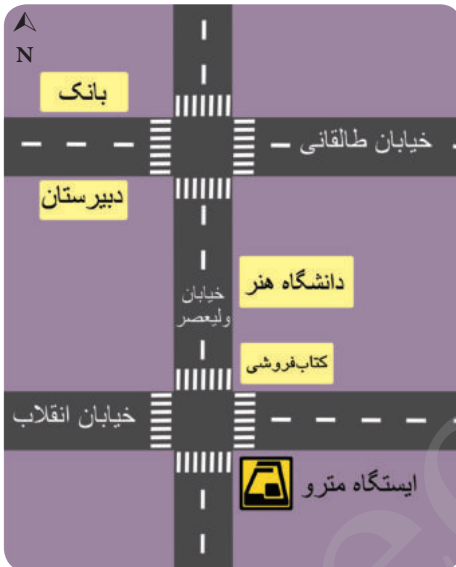 N
بانک
خیابان طالقانی
دبیرستان
دانشگاه هنر
خیابان
ولیعصر
کتاب‌فروشی
خیابان انقلاب
ایستگاه مترو